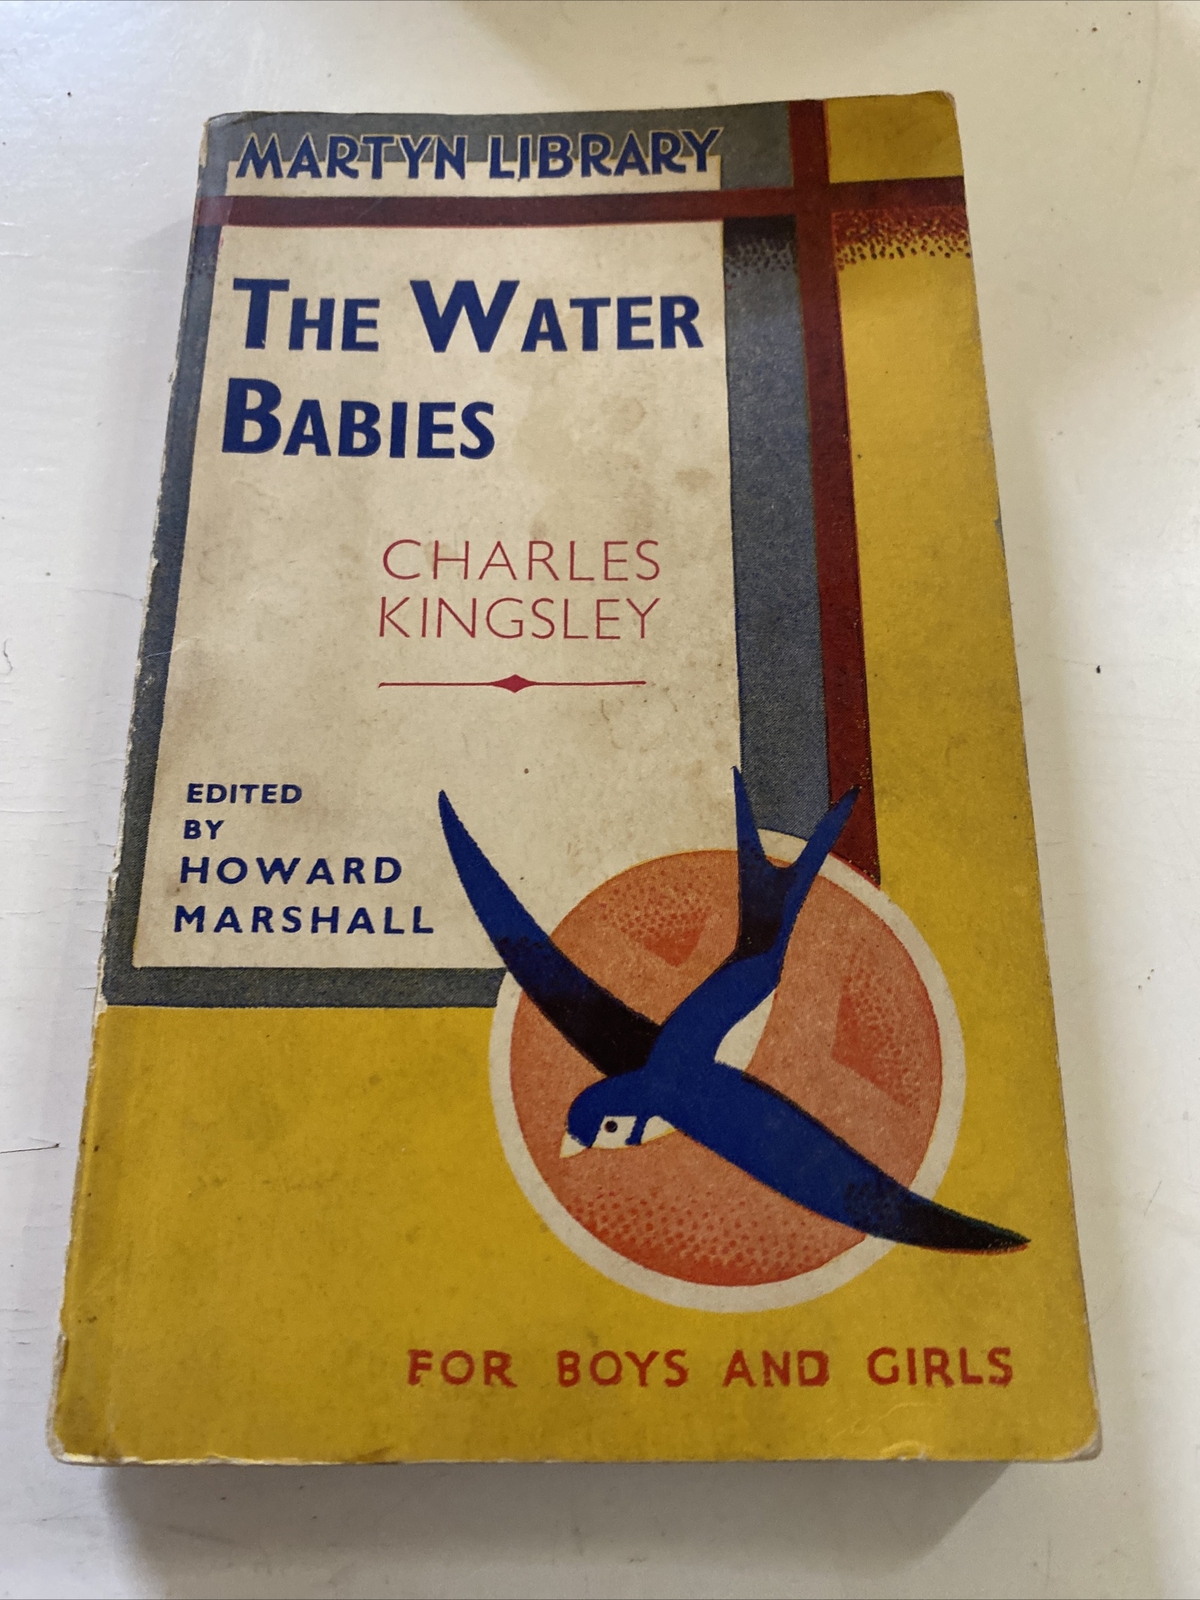 MARTYN LIBRARY
THE WATER
BABIES
CHARLES
KINGSLEY
EDITED
BY
HOWARD
MARSHALL
FOR BOYS AND GIRLS